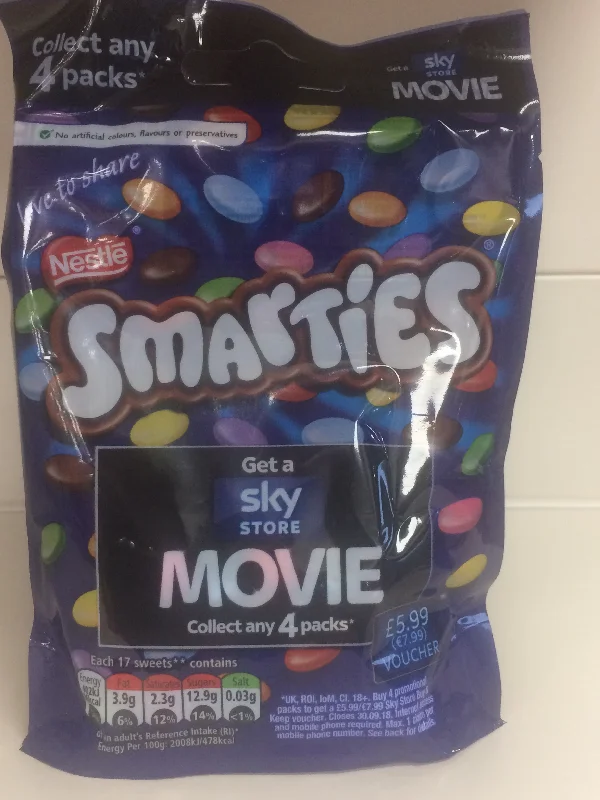 Collect any
4 packs*
Get a sky
STORE
MOVIE
No artificial colours, flavours or preservatives
to share
Nestlé
®
SMARTIES
Get a
sky
STORE
MOVIE
Collect any 4 packs*
£5.99
(€7.99)
VOUCHER
Each 17 sweets** contains
Energy Fat Saturates Sugars Salt
3.9g 2.3g 12.9g 0.03g
6% 12% 14% <1%
an adult's Reference Intake (RI)*
Energy Per 100g: 2008kJ/478kcal
*UK, ROI, IoM, CI. 18+. Buy 4 promotional
packs to get a £5.99/€7.99 Sky Store
Keep voucher. Closes 30.09.18. Internet
and mobile phone required. Max. 1 per
mobile phone number. See back for details.